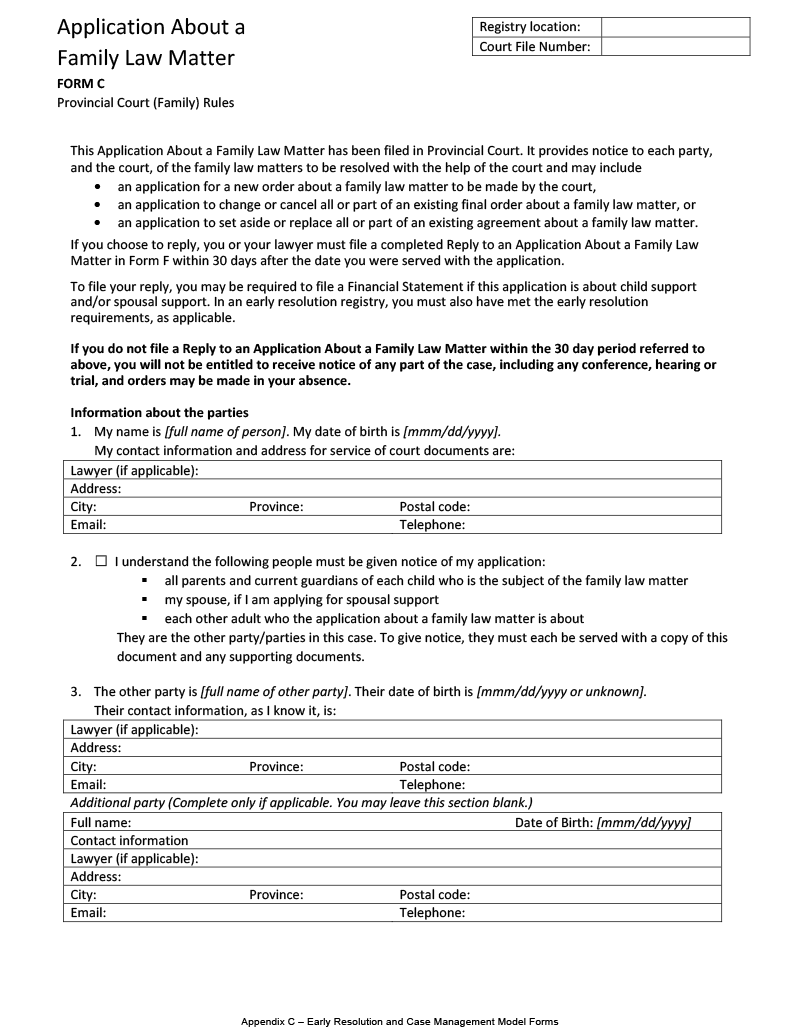 Application About a
Family Law Matter
FORM C
Provincial Court (Family) Rules
Registry location:
Court File Number:
This Application About a Family Law Matter has been filed in Provincial Court. It provides notice to each party,
and the court, of the family law matters to be resolved with the help of the court and may include
• an application for a new order about a family law matter to be made by the court,
• an application to change or cancel all or part of an existing final order about a family law matter, or
• an application to set aside or replace all or part of an existing agreement about a family law matter.
If you choose to reply, you or your lawyer must file a completed Reply to an Application About a Family Law
Matter in Form F within 30 days after the date you were served with the application.
To file your reply, you may be required to file a Financial Statement if this application is about child support
and/or spousal support. In an early resolution registry, you must also have met the early resolution
requirements, as applicable.
If you do not file a Reply to an Application About a Family Law Matter within the 30 day period referred to
above, you will not be entitled to receive notice of any part of the case, including any conference, hearing or
trial, and orders may be made in your absence.
Information about the parties
1. My name is [full name of person]. My date of birth is [mmm/dd/yyyy].
My contact information and address for service of court documents are:
Lawyer (if applicable):
Address:
City: Province: Postal code:
Email: Telephone:
2. ☐ I understand the following people must be given notice of my application:
▪ all parents and current guardians of each child who is the subject of the family law matter
▪ my spouse, if I am applying for spousal support
▪ each other adult who the application about a family law matter is about
They are the other party/parties in this case. To give notice, they must each be served with a copy of this
document and any supporting documents.
3. The other party is [full name of other party]. Their date of birth is [mmm/dd/yyyy or unknown].
Their contact information, as I know it, is:
Lawyer (if applicable):
Address:
City: Province: Postal code:
Email: Telephone:
Additional party (Complete only if applicable. You may leave this section blank.)
Full name: Date of Birth: [mmm/dd/yyyy]
Contact information
Lawyer (if applicable):
Address:
City: Province: Postal code:
Email: Telephone:
Appendix C – Early Resolution and Case Management Model Forms